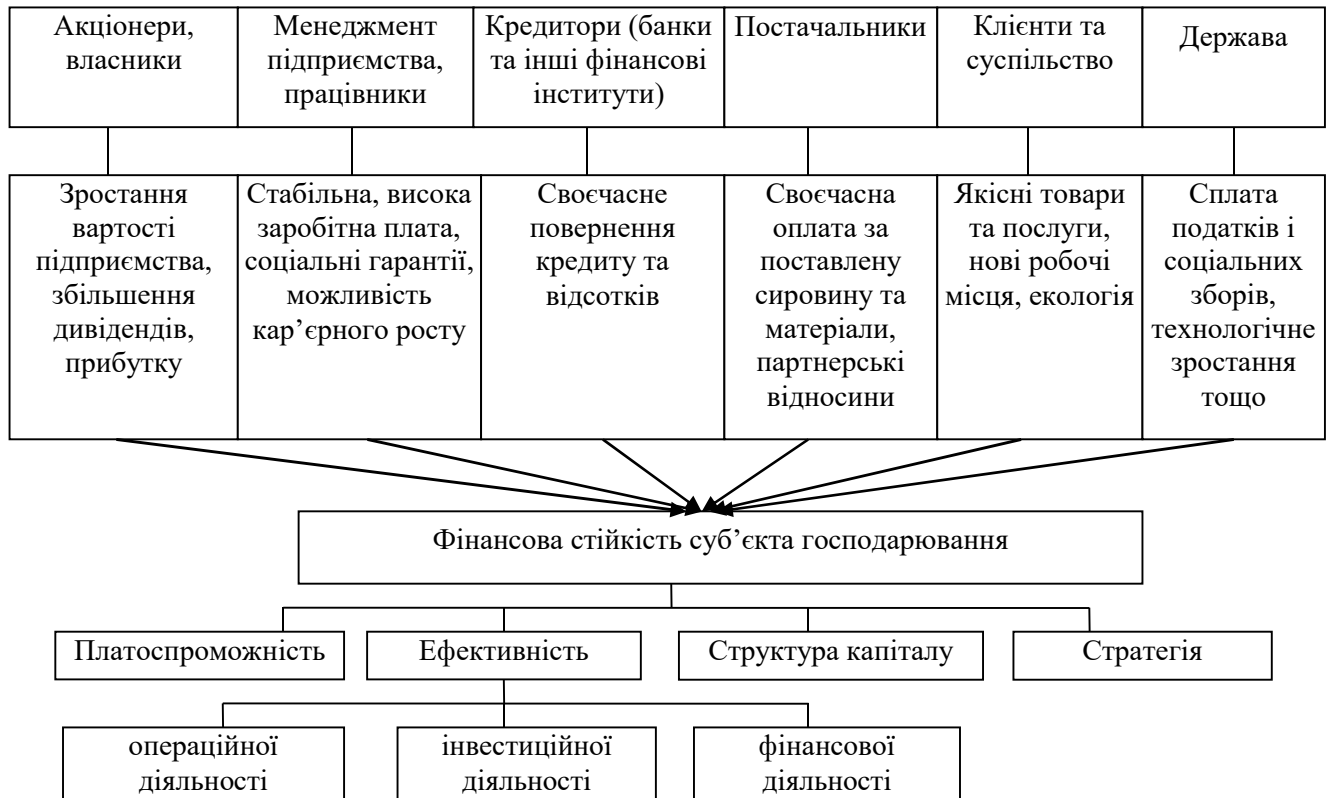 Акціонери,
власники
Менеджмент
підприємства,
працівники
Кредитори (банки
та інші фінансові
інститути)
Постачальники
Клієнти та
суспільство
Держава
Зростання
вартості
підприємства,
збільшення
дивідендів,
прибутку
Стабільна, висока
заробітна плата,
соціальні гарантії,
можливість
кар’єрного росту
Своєчасне
повернення
кредиту та
відсотків
Своєчасна
оплата за
поставлену
сировину та
матеріали,
партнерські
відносини
Якісні товари
та послуги,
нові робочі
місця, екологія
Сплата
податків і
соціальних
зборів,
технологічне
зростання
тощо
Фінансова стійкість суб’єкта господарювання
Платоспроможність
Ефективність
Структура капіталу
Стратегія
операційної
діяльності
інвестиційної
діяльності
фінансової
діяльності